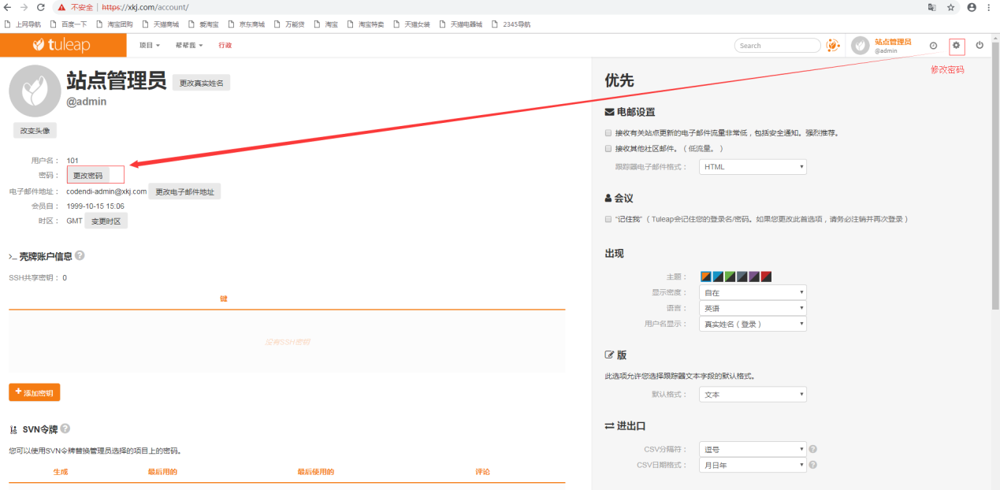 不安全 | https://xkj.com/account/
上网导航 百度一下 淘宝团购 天猫商城 爱淘宝 京东商城 万能贷 淘宝 淘宝特卖 天猫女装 天猫电器城 2345导航
tuleap 项目 帮帮我 行政 Search 站点管理员
@admin
修改密码
站点管理员 更改真实姓名
@admin
改变头像
用户名： 101
密码： 更改密码
电子邮件地址： codendi-admin@xkj.com 更改电子邮件地址
会员自： 1999-10-15 15:06
时区： GMT 变更时区
>_ 壳牌账户信息 ?
SSH共享密钥： 0
键
没有SSH密钥
+ 添加密钥
SVN令牌 ?
您可以使用SVN令牌替换管理员选择的项目上的密码。
生成 最后用的 最后使用的 评论
优先
电邮设置
接收有关站点更新的电子邮件流量非常低，包括安全通知。强烈推荐。
接收其他社区邮件。（ 低流量。 ）
跟踪器电子邮件格式： HTML
会议
“记住我” （ Tuleap会记住您的登录名/密码。如果您更改此首选项，请务必注销并再次登录 ）
出现
主题：
显示密度： 自在
语言： 英语
用户名显示： 真实姓名（ 登录 ）
版
此选项允许您选择跟踪器文本字段的默认格式。
默认格式： 文本
进出口
CSV分隔符： 逗号 ?
CSV日期格式： 月日年 ?